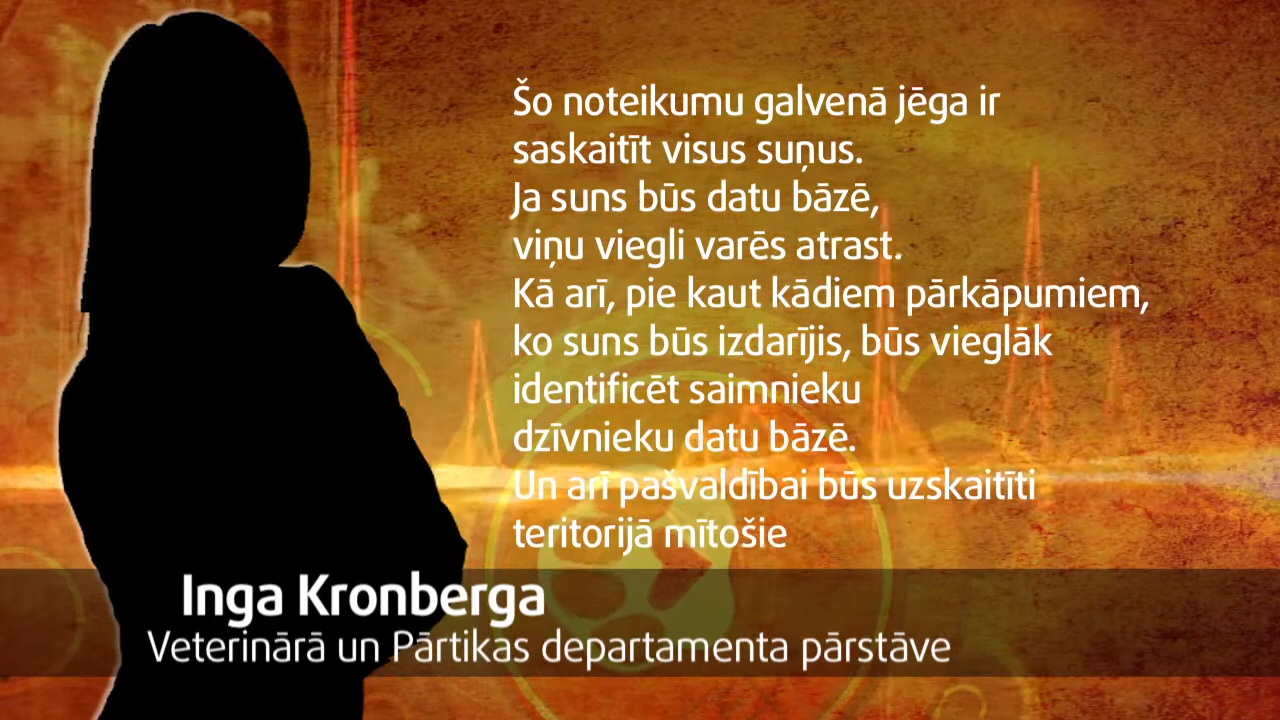 Šo noteikumu galvenā jēga ir
saskaitīt visus suņus.
Ja suns būs datu bāzē,
viņu viegli varēs atrast.
Kā arī, pie kaut kādiem pārkāpumiem,
ko suns būs izdarījis, būs vieglāk
identificēt saimnieku
dzīvnieku datu bāzē.
Un arī pašvaldībai būs uzskaitīti
teritorijā mītošie
Inga Kronberga
Veterinārā un Pārtikas departamenta pārstāve